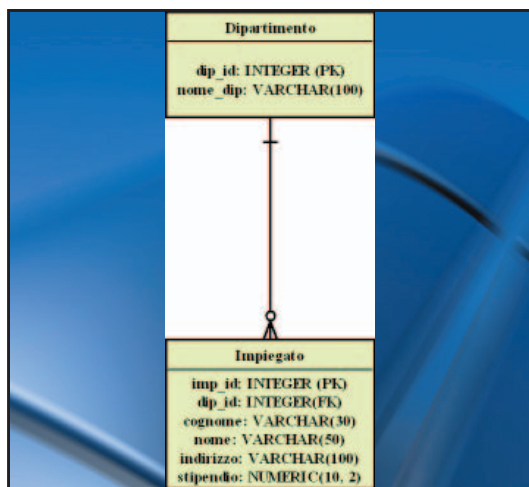 Dipartimento
dip_id: INTEGER (PK)
nome_dip: VARCHAR(100)
Impiegato
imp_id: INTEGER (PK)
dip_id: INTEGER(FK)
cognome: VARCHAR(30)
nome: VARCHAR(50)
indirizzo: VARCHAR(100)
stipendio: NUMERIC(10, 2)